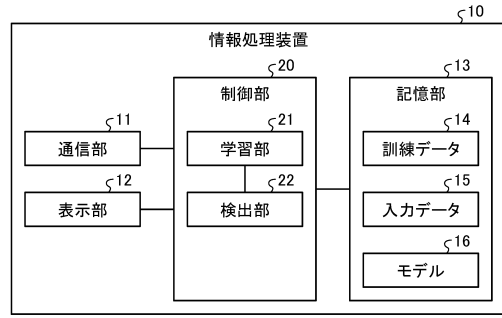 10
情報処理装置
20
制御部
13
記憶部
11
通信部
21
学習部
14
訓練データ
12
表示部
22
検出部
15
入力データ
16
モデル